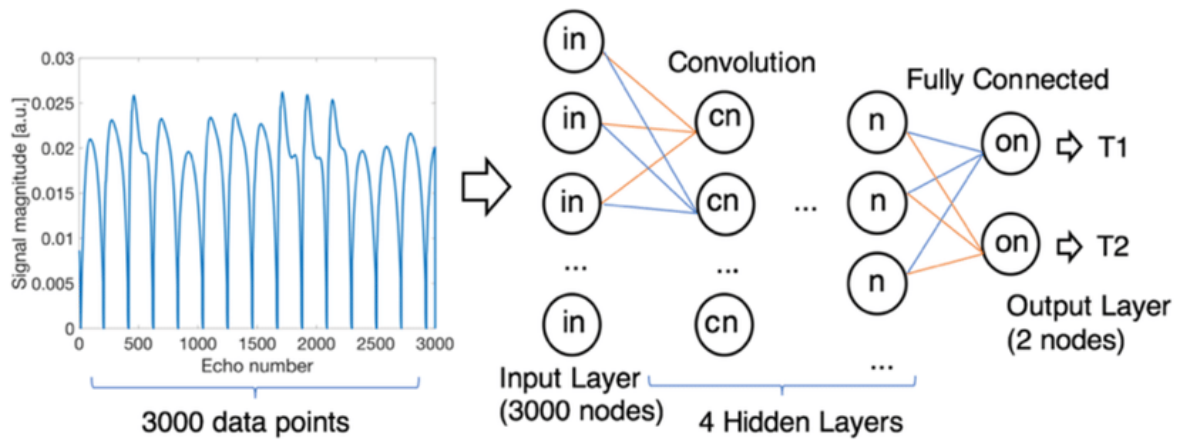 0.03
0.025
0.02
0.015
0.01
0.005
0
Signal magnitude [a.u.]
0 500 1000 1500 2000 2500 3000
Echo number
3000 data points
in
in
in
...
in
Input Layer
(3000 nodes)
Convolution
cn
cn
...
cn
...
4 Hidden Layers
Fully Connected
n
n
n
...
on
on
T1
T2
Output Layer
(2 nodes)